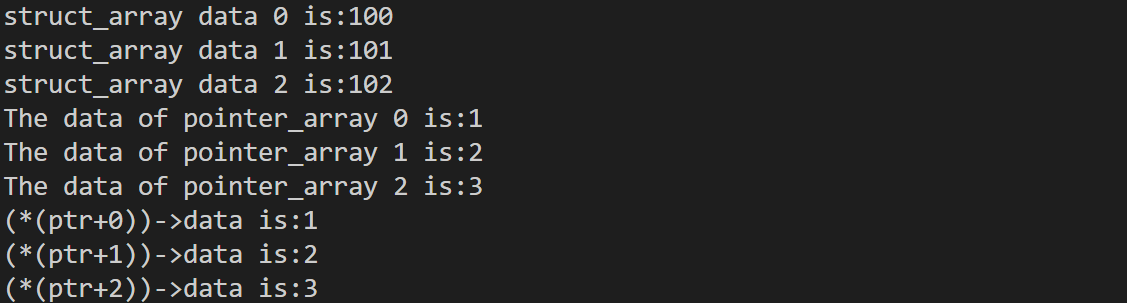 struct_array data 0 is:100
struct_array data 1 is:101
struct_array data 2 is:102
The data of pointer_array 0 is:1
The data of pointer_array 1 is:2
The data of pointer_array 2 is:3
(*(ptr+0))->data is:1
(*(ptr+1))->data is:2
(*(ptr+2))->data is:3